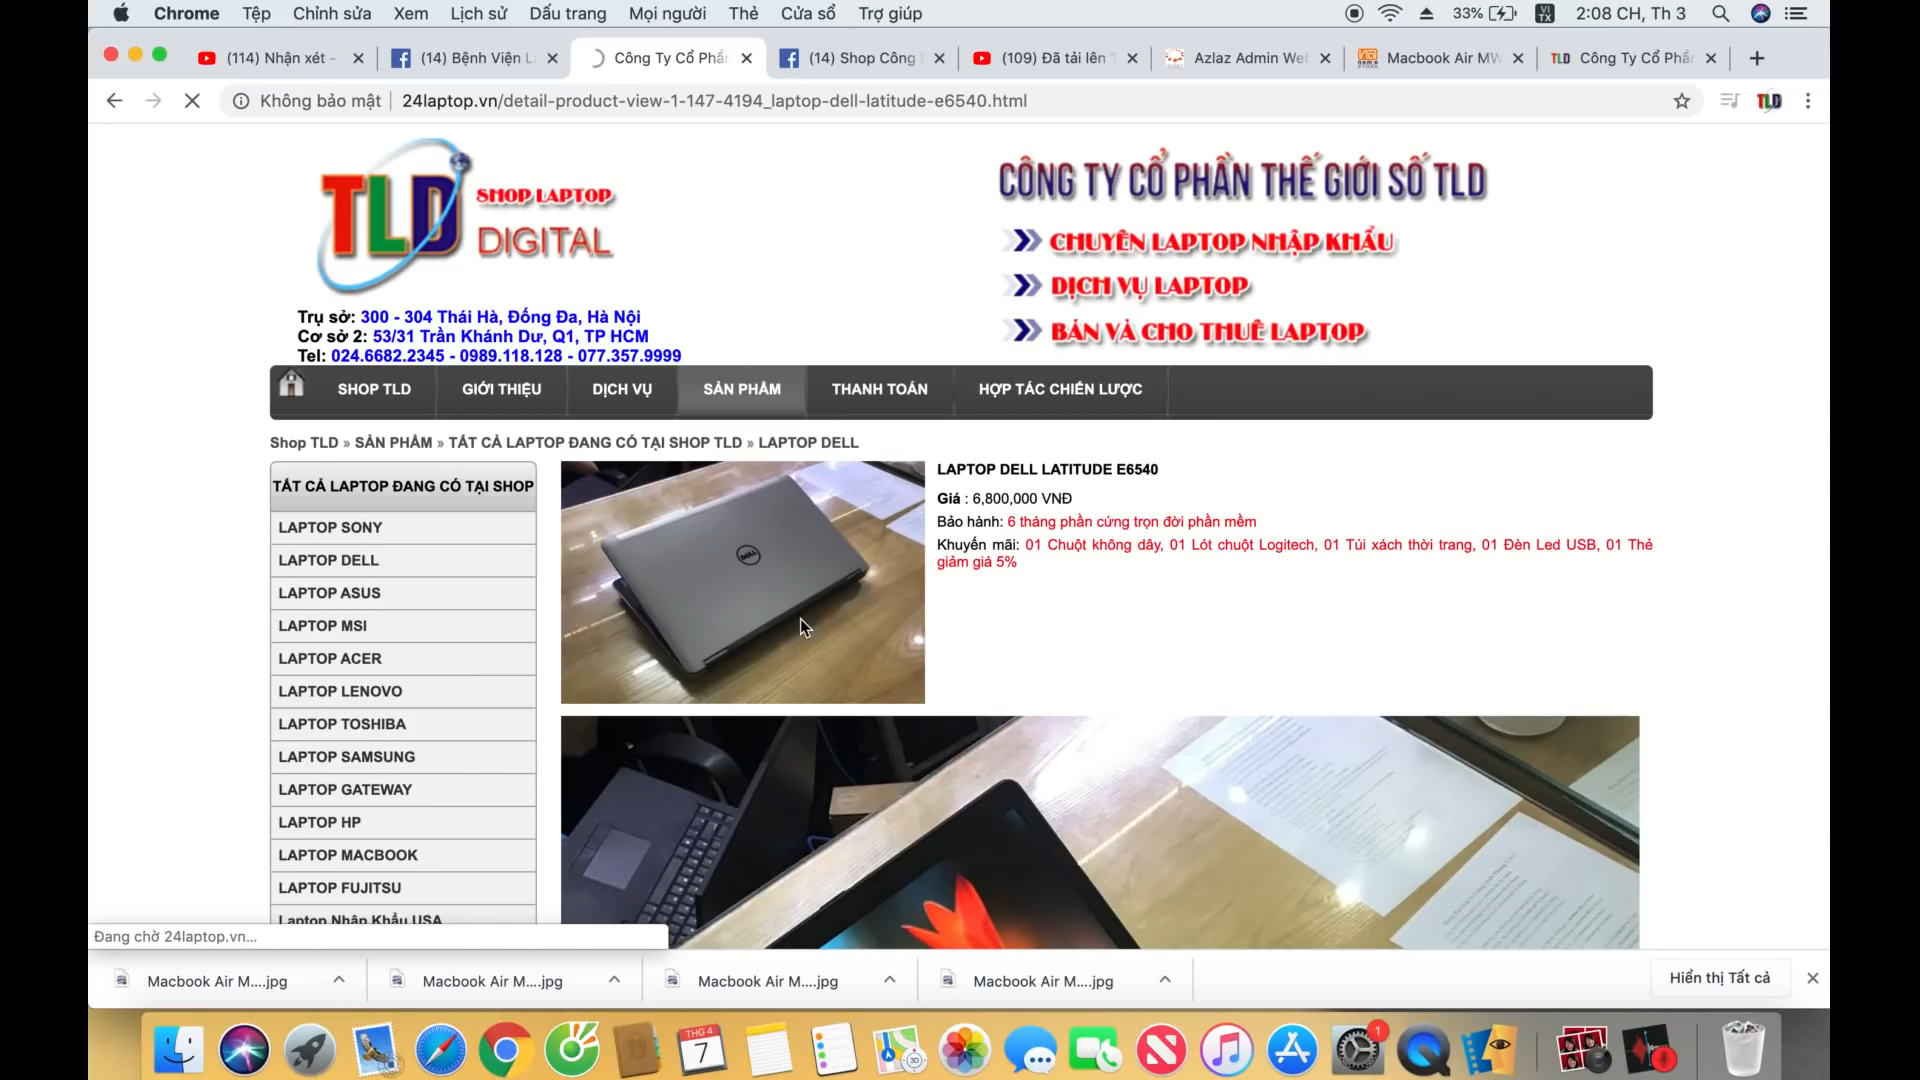 Chrome Tệp Chỉnh sửa Xem Lịch sử Dấu trang Mọi người Thẻ Cửa sổ Trợ giúp 33% VI TX 2:08 CH, Th 3
(114) Nhận xét - (14) Bệnh Viện L Công Ty Cổ Phầ (14) Shop Công (109) Đã tải lên Azlaz Admin We Macbook Air MW TLD Công Ty Cổ Phầ
Không bảo mật 24laptop.vn/detail-product-view-1-147-4194_laptop-dell-latitude-e6540.html TLD
TLD SHOP LAPTOP
DIGITAL
CÔNG TY CỔ PHẦN THẾ GIỚI SỐ TLD
CHUYÊN LAPTOP NHẬP KHẨU
DỊCH VỤ LAPTOP
BÁN VÀ CHO THUÊ LAPTOP
Trụ sở: 300 - 304 Thái Hà, Đống Đa, Hà Nội
Cơ sở 2: 53/31 Trần Khánh Dư, Q1, TP HCM
Tel: 024.6682.2345 - 0989.118.128 - 077.357.9999
SHOP TLD GIỚI THIỆU DỊCH VỤ SẢN PHẨM THANH TOÁN HỢP TÁC CHIẾN LƯỢC
Shop TLD » SẢN PHẨM » TẤT CẢ LAPTOP ĐANG CÓ TẠI SHOP TLD » LAPTOP DELL
TẤT CẢ LAPTOP ĐANG CÓ TẠI SHOP
LAPTOP SONY
LAPTOP DELL
LAPTOP ASUS
LAPTOP MSI
LAPTOP ACER
LAPTOP LENOVO
LAPTOP TOSHIBA
LAPTOP SAMSUNG
LAPTOP GATEWAY
LAPTOP HP
LAPTOP MACBOOK
LAPTOP FUJITSU
Laptop Nhập Khẩu USA
DELL
LAPTOP DELL LATITUDE E6540
Giá : 6,800,000 VNĐ
Bảo hành: 6 tháng phần cứng trọn đời phần mềm
Khuyến mãi: 01 Chuột không dây, 01 Lót chuột Logitech, 01 Túi xách thời trang, 01 Đèn Led USB, 01 Thẻ
giảm giá 5%
Đang chờ 24laptop.vn...
Macbook Air M....jpg Macbook Air M....jpg Macbook Air M....jpg Macbook Air M....jpg Hiển thị Tất cả
THG 4
7
3D
1